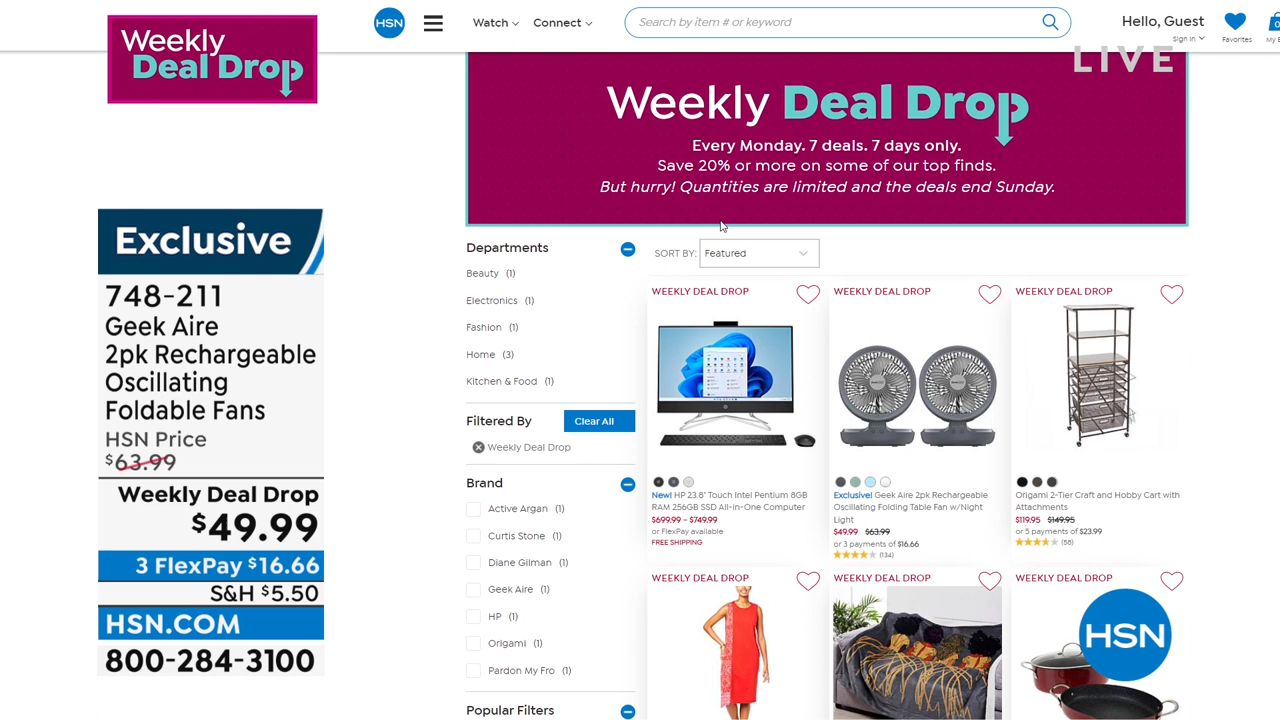 Weekly
Deal Drop
HSN
Watch
Connect
Search by item # or keyword
Hello, Guest
Sign In
Favorites
LIVE
Weekly Deal Drop
Every Monday. 7 deals. 7 days only.
Save 20% or more on some of our top finds.
But hurry! Quantities are limited and the deals end Sunday.
Exclusive
748-211
Geek Aire
2pk Rechargeable
Oscillating
Foldable Fans
HSN Price
$63.99
Weekly Deal Drop
$49.99
3 FlexPay $16.66
S&H $5.50
HSN.COM
800-284-3100
Departments
Beauty (1)
Electronics (1)
Fashion (1)
Home (3)
Kitchen & Food (1)
Filtered By
Clear All
Weekly Deal Drop
Brand
Active Argan (1)
Curtis Stone (1)
Diane Gilman (1)
Geek Aire (1)
HP (1)
Origami (1)
Pardon My Fro (1)
Popular Filters
SORT BY: Featured
WEEKLY DEAL DROP
New! HP 23.8" Touch Intel Pentium 8GB
RAM 256GB SSD All-in-One Computer
$699.99 - $749.99
or FlexPay available
FREE SHIPPING
WEEKLY DEAL DROP
Exclusive! Geek Aire 2pk Rechargeable
Oscillating Folding Table Fan w/Night
Light
$49.99 $63.99
or 3 payments of $16.66
(134)
WEEKLY DEAL DROP
Origami 2-Tier Craft and Hobby Cart with
Attachments
$119.95 $149.95
or 5 payments of $23.99
(58)
WEEKLY DEAL DROP
WEEKLY DEAL DROP
WEEKLY DEAL DROP
HSN